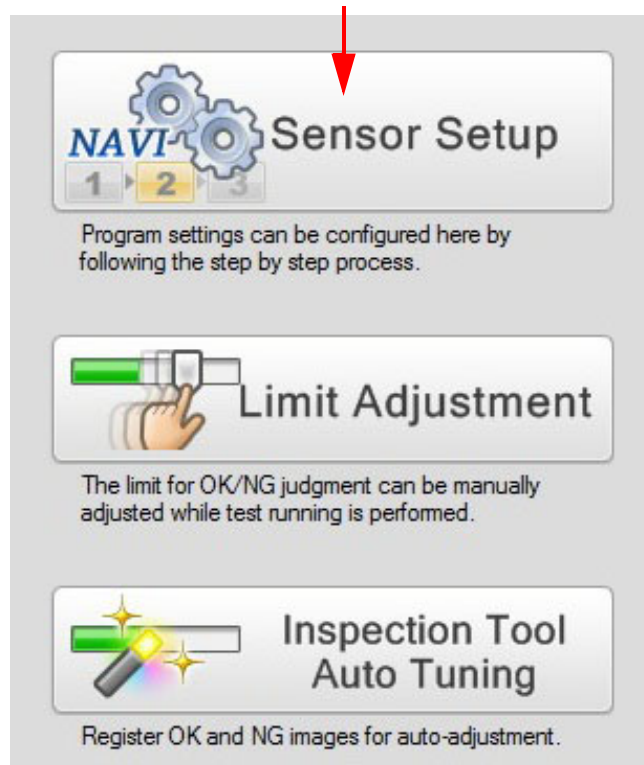 NAVI
1 2 3
Sensor Setup
Program settings can be configured here by
following the step by step process.
Limit Adjustment
The limit for OK/NG judgment can be manually
adjusted while test running is performed.
Inspection Tool
Auto Tuning
Register OK and NG images for auto-adjustment.